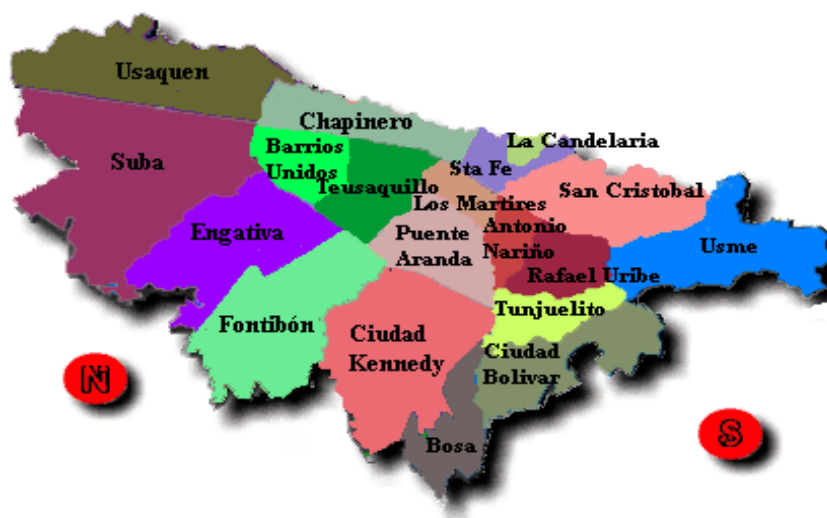 Usaquen
Chapinero
La Candelaria
Barrios
Unidos
Suba
Sta Fe
Teusaquillo
San Cristobal
Los Martires
Antonio
Nariño
Engativa
Puente
Aranda
Usme
Rafael Uribe
Tunjuelito
Fontibón
Ciudad
Kennedy
Ciudad
Bolivar
Bosa
N
S